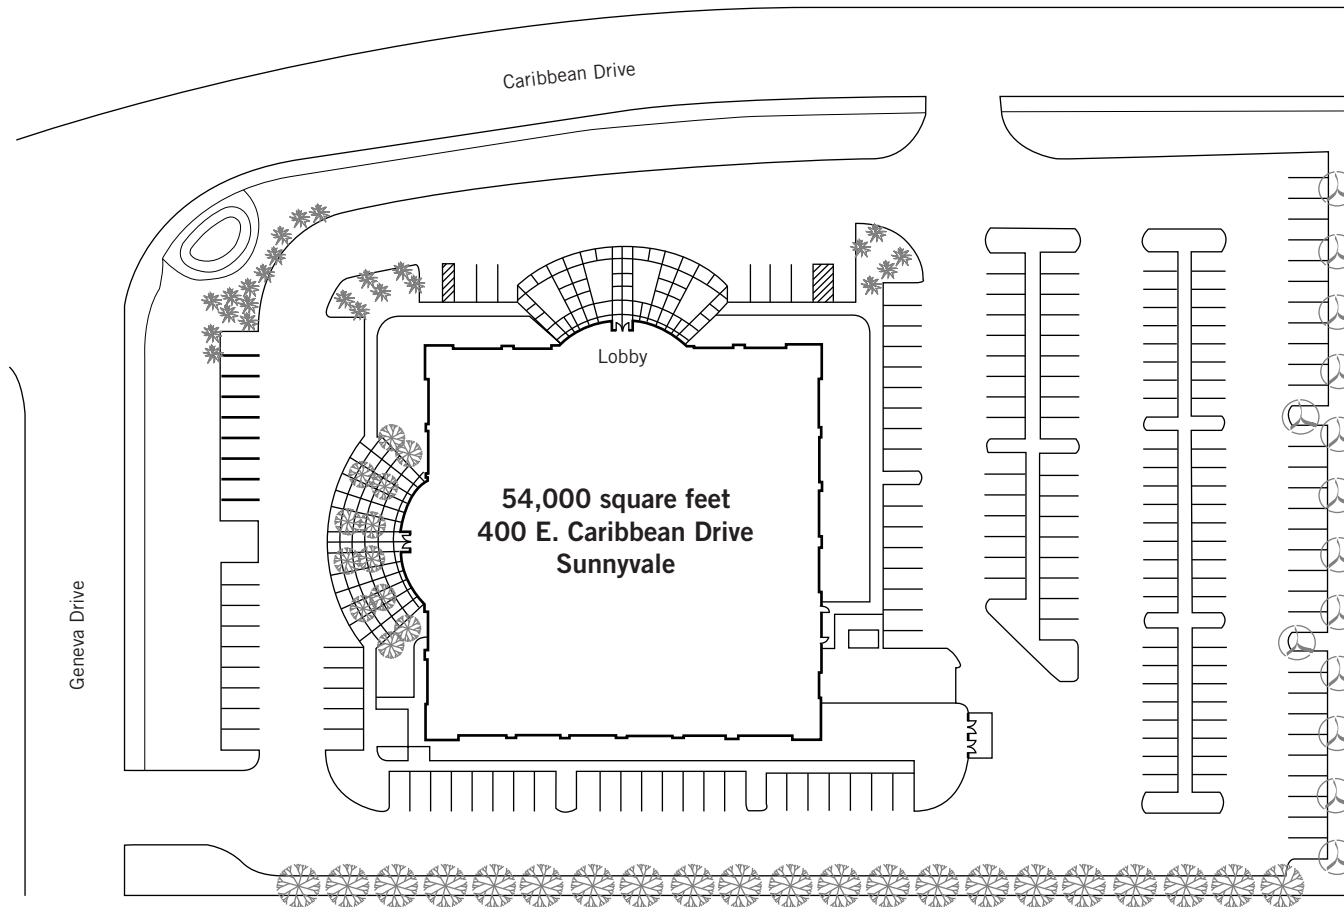 Caribbean Drive
Lobby
54,000 square feet
400 E. Caribbean Drive
Sunnyvale
Geneva Drive